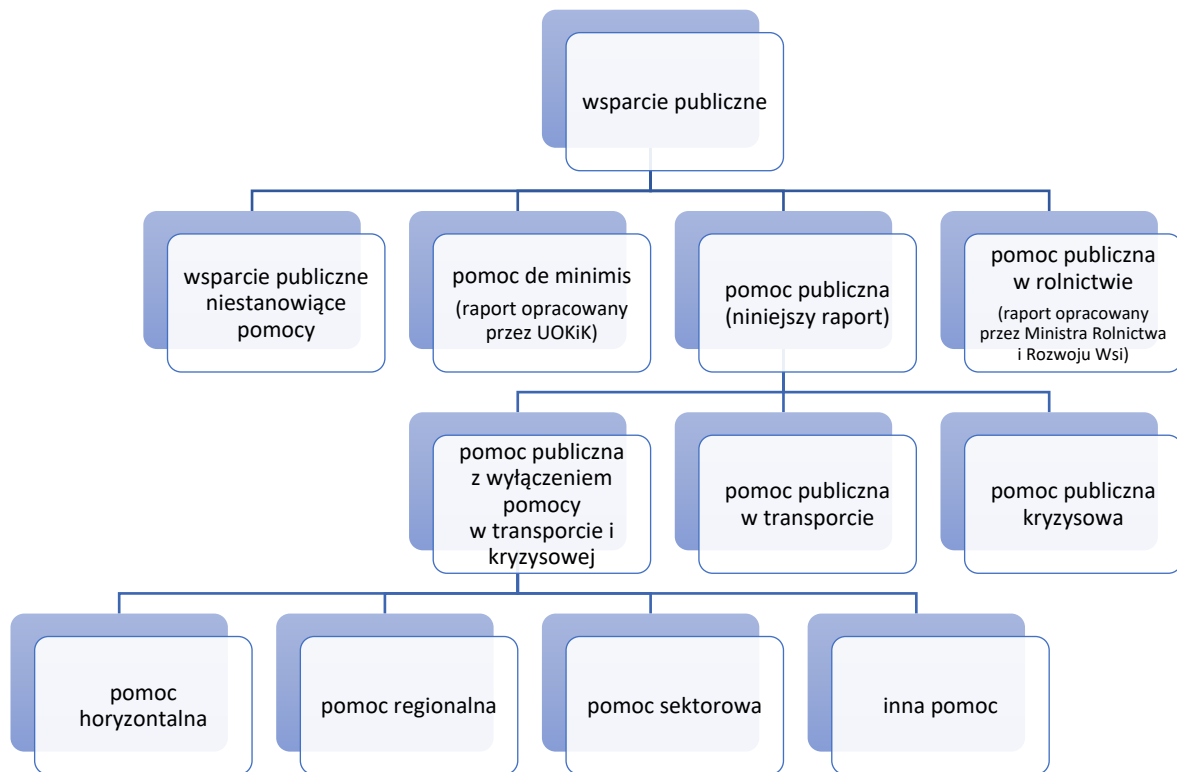 wsparcie publiczne
wsparcie publiczne
niestanowiące
pomocy
pomoc de minimis
(raport opracowany
przez UOKiK)
pomoc publiczna
(niniejszy raport)
pomoc publiczna
w rolnictwie
(raport opracowany
przez Ministra Rolnictwa
i Rozwoju Wsi)
pomoc publiczna
z wyłączeniem
pomocy
w transporcie i
kryzysowej
pomoc publiczna
w transporcie
pomoc publiczna
kryzysowa
pomoc
horyzontalna
pomoc regionalna
pomoc sektorowa
inna pomoc